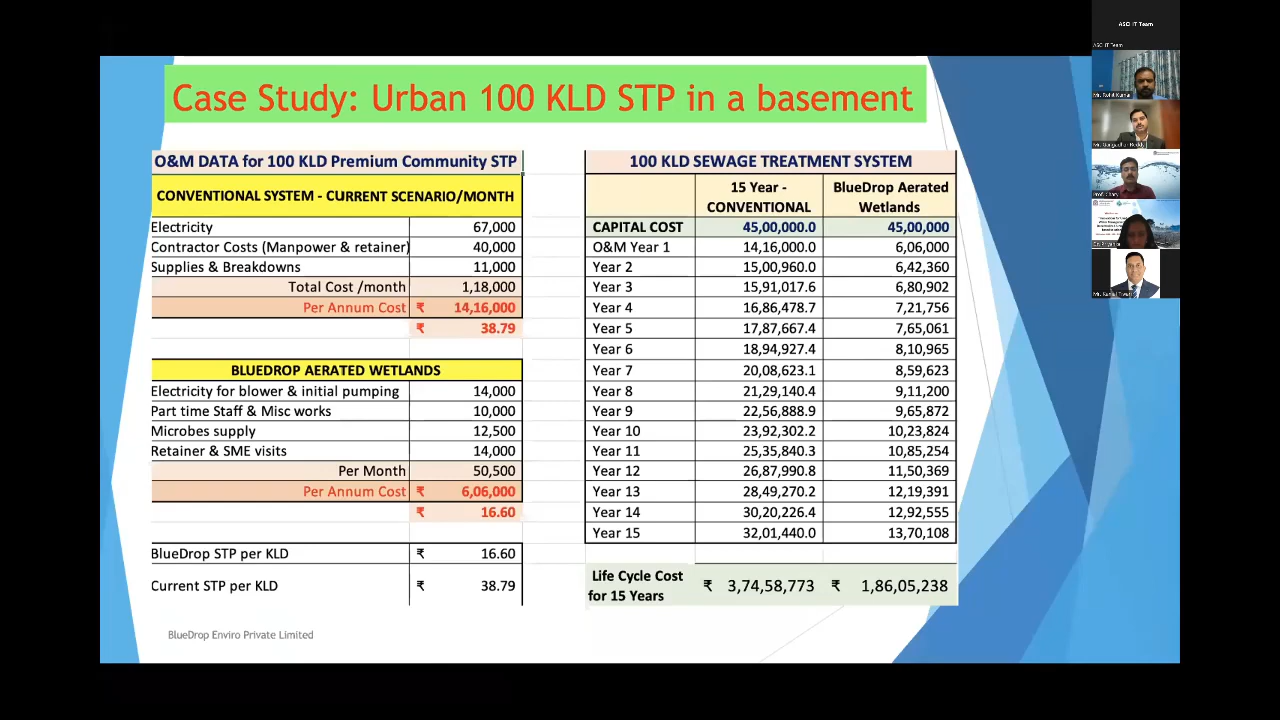 Case Study: Urban 100 KLD STP in a basement
O&M DATA for 100 KLD Premium Community STP
CONVENTIONAL SYSTEM - CURRENT SCENARIO/MONTH
Electricity 67,000
Contractor Costs (Manpower & retainer 40,000
Supplies & Breakdowns 11,000
Total Cost /month 1,18,000
Per Annum Cost ₹ 14,16,000
₹ 38.79
BLUEDROP AERATED WETLANDS
Electricity for blower & initial pumping 14,000
Part time Staff & Misc works 10,000
Microbes supply 12,500
Retainer & SME visits 14,000
Per Month 50,500
Per Annum Cost ₹ 6,06,000
₹ 16.60
BlueDrop STP per KLD ₹ 16.60
Current STP per KLD ₹ 38.79
100 KLD SEWAGE TREATMENT SYSTEM
15 Year - CONVENTIONAL
BlueDrop Aerated Wetlands
CAPITAL COST 45,00,000.0 45,00,000
O&M Year 1 14,16,000.0 6,06,000
Year 2 15,00,960.0 6,42,360
Year 3 15,91,017.6 6,80,902
Year 4 16,86,478.7 7,21,756
Year 5 17,87,667.4 7,65,061
Year 6 18,94,927.4 8,10,965
Year 7 20,08,623.1 8,59,623
Year 8 21,29,140.4 9,11,200
Year 9 22,56,888.9 9,65,872
Year 10 23,92,302.2 10,23,824
Year 11 25,35,840.3 10,85,254
Year 12 26,87,990.8 11,50,369
Year 13 28,49,270.2 12,19,391
Year 14 30,20,226.4 12,92,555
Year 15 32,01,440.0 13,70,108
Life Cycle Cost for 15 Years ₹ 3,74,58,773 ₹ 1,86,05,238
BlueDrop Enviro Private Limited
ASCI IT Team
ASCI IT Team
Mr. Rohit Kumar
Mr. Gangadhar Reddy
Prof. Chary